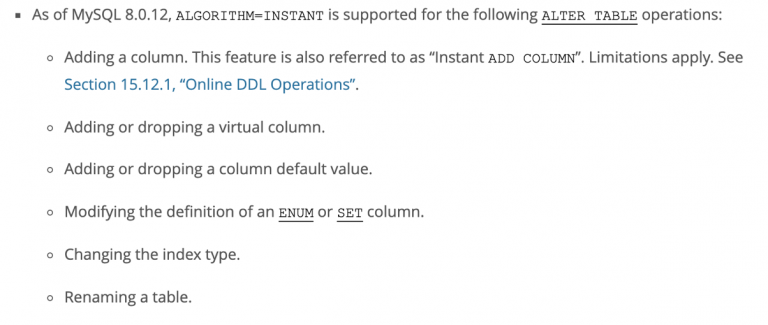 As of MySQL 8.0.12, ALGORITHM=INSTANT is supported for the following ALTER TABLE operations:
Adding a column. This feature is also referred to as “Instant ADD COLUMN”. Limitations apply. See
Section 15.12.1, “Online DDL Operations”.
Adding or dropping a virtual column.
Adding or dropping a column default value.
Modifying the definition of an ENUM or SET column.
Changing the index type.
Renaming a table.